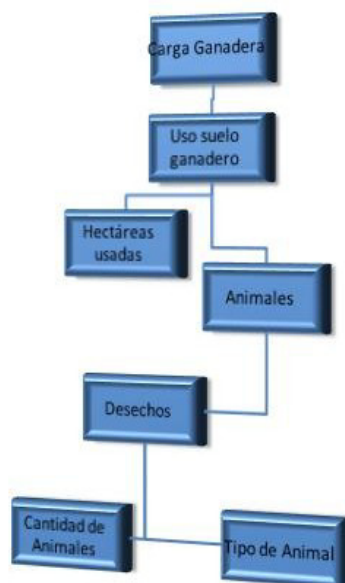 Carga Ganadera
Uso suelo
ganadero
Hectáreas
usadas
Animales
Desechos
Cantidad de
Animales
Tipo de Animal